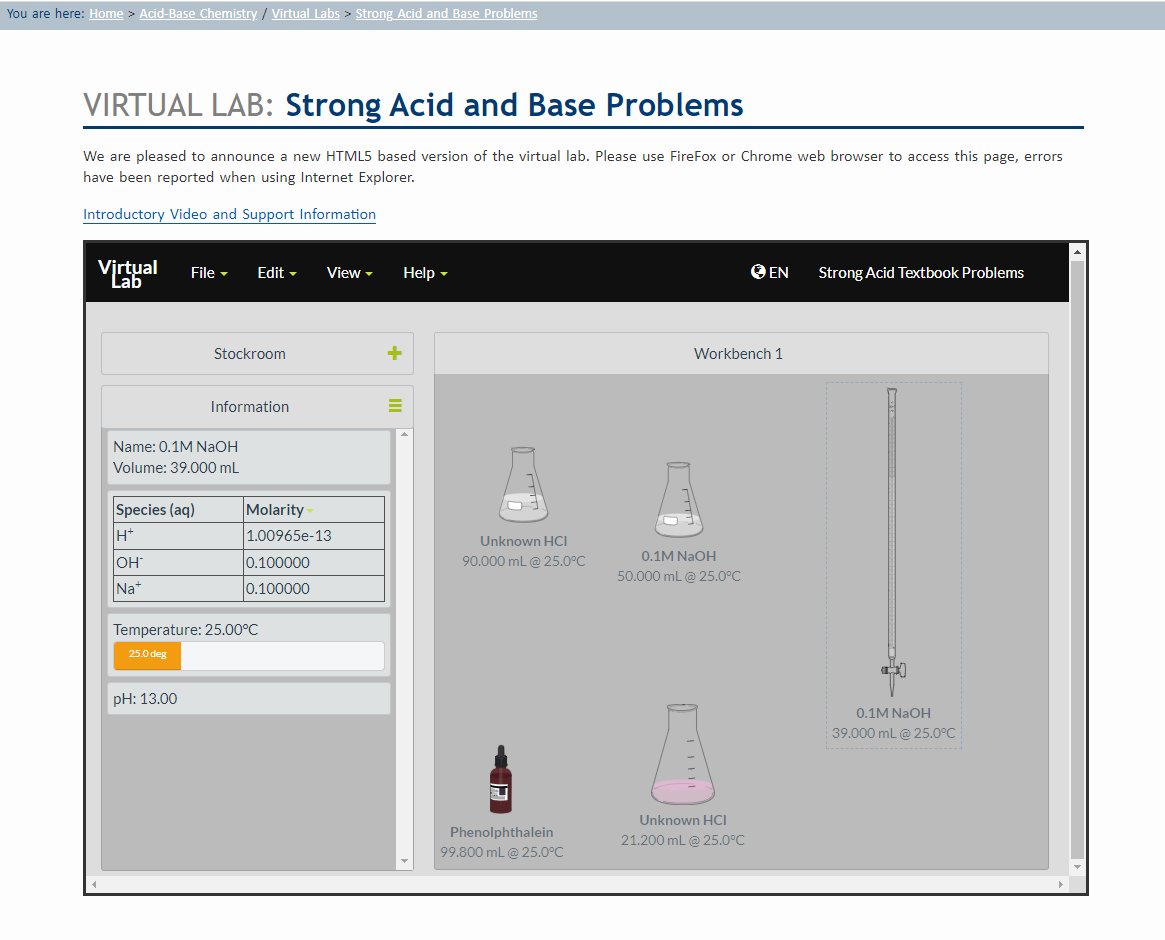 You are here: Home > Acid-Base Chemistry / Virtual Labs > Strong Acid and Base Problems
VIRTUAL LAB: Strong Acid and Base Problems
We are pleased to announce a new HTML5 based version of the virtual lab. Please use FireFox or Chrome web browser to access this page, errors
have been reported when using Internet Explorer.
Introductory Video and Support Information
Virtual Lab File Edit View Help EN Strong Acid Textbook Problems
Stockroom
Information
Name: 0.1M NaOH
Volume: 39.000 mL
Species (aq) Molarity
H+ 1.00965e-13
OH- 0.100000
Na+ 0.100000
Temperature: 25.00°C
25.0 deg
pH: 13.00
Workbench 1
Unknown HCl
90.000 mL @ 25.0°C
0.1M NaOH
50.000 mL @ 25.0°C
0.1M NaOH
39.000 mL @ 25.0°C
Phenolphthalein
99.800 mL @ 25.0°C
Unknown HCl
21.200 mL @ 25.0°C